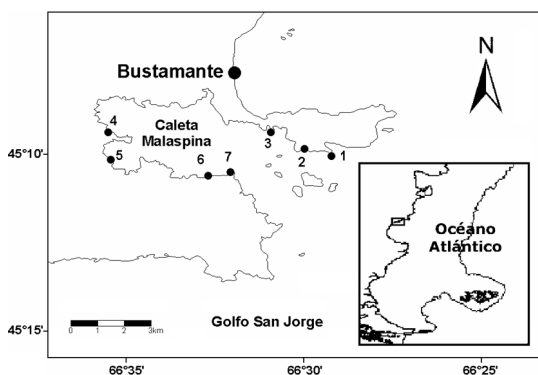 N
Bustamante
4
Caleta
Malaspina
3
2
1
45°10'
5
6
7
Océano
Atlántico
Golfo San Jorge
45°15'
0 1 2 3km
66°35'
66°30'
66°25'